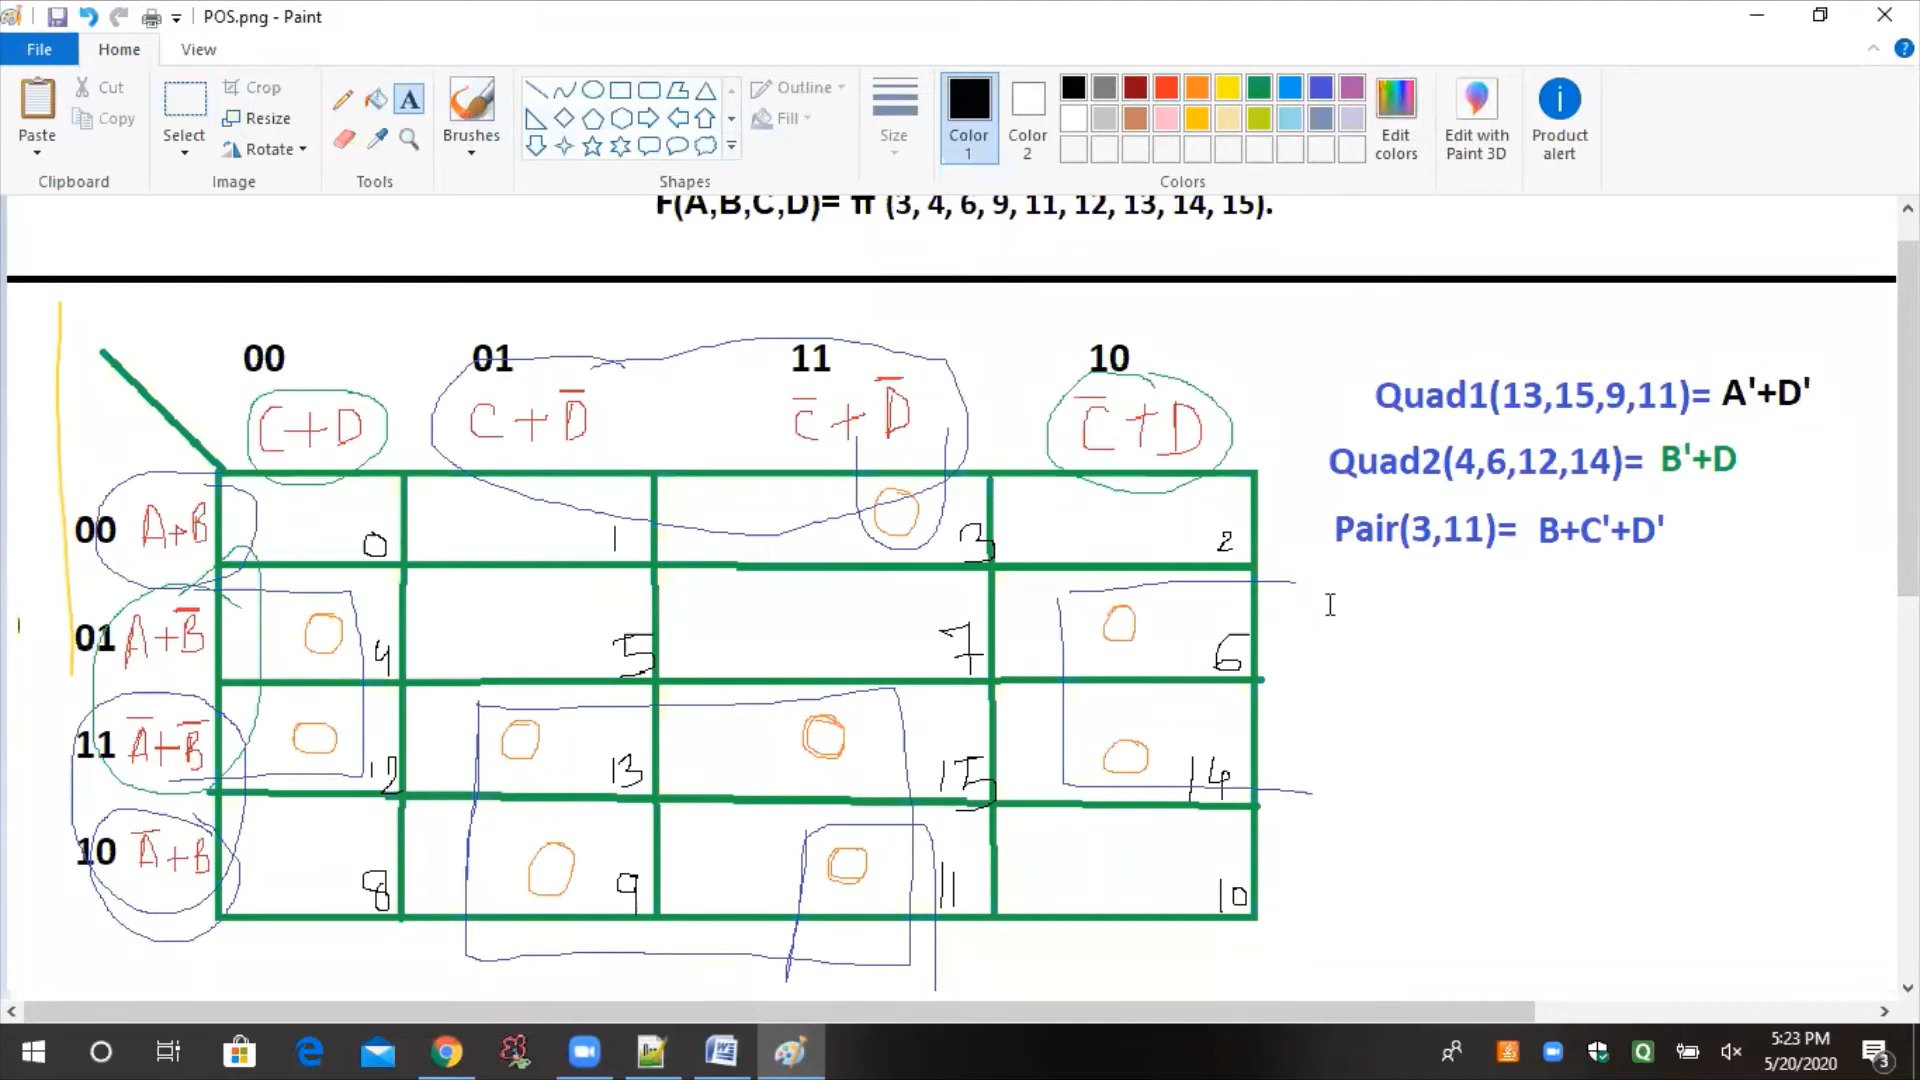 POS.png - Paint
File Home View
Paste
Cut
Copy
Clipboard
Select
Crop
Resize
Rotate
Image
A
Tools
Brushes
Shapes
Outline
Fill
Size
Color 1
Color 2
Edit colors
Colors
Edit with Paint 3D
Product alert
F(A,B,C,D)= π (3, 4, 6, 9, 11, 12, 13, 14, 15).
00 01 11 10
C+D C+D̅ C̅+D̅ C̅+D
00 A+B 0 1 3 2
01 A+B̅ 4 5 7 6
11 A̅+B̅ 12 13 15 14
10 A̅+B 8 9 11 10
Quad1(13,15,9,11)= A'+D'
Quad2(4,6,12,14)= B'+D
Pair(3,11)= B+C'+D'
5:23 PM
5/20/2020
3